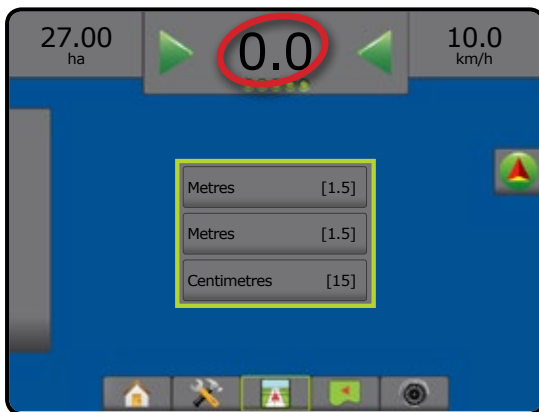 27.00
ha
0.0
10.0
km/h
Metres [1.5]
Metres [1.5]
Centimetres [15]